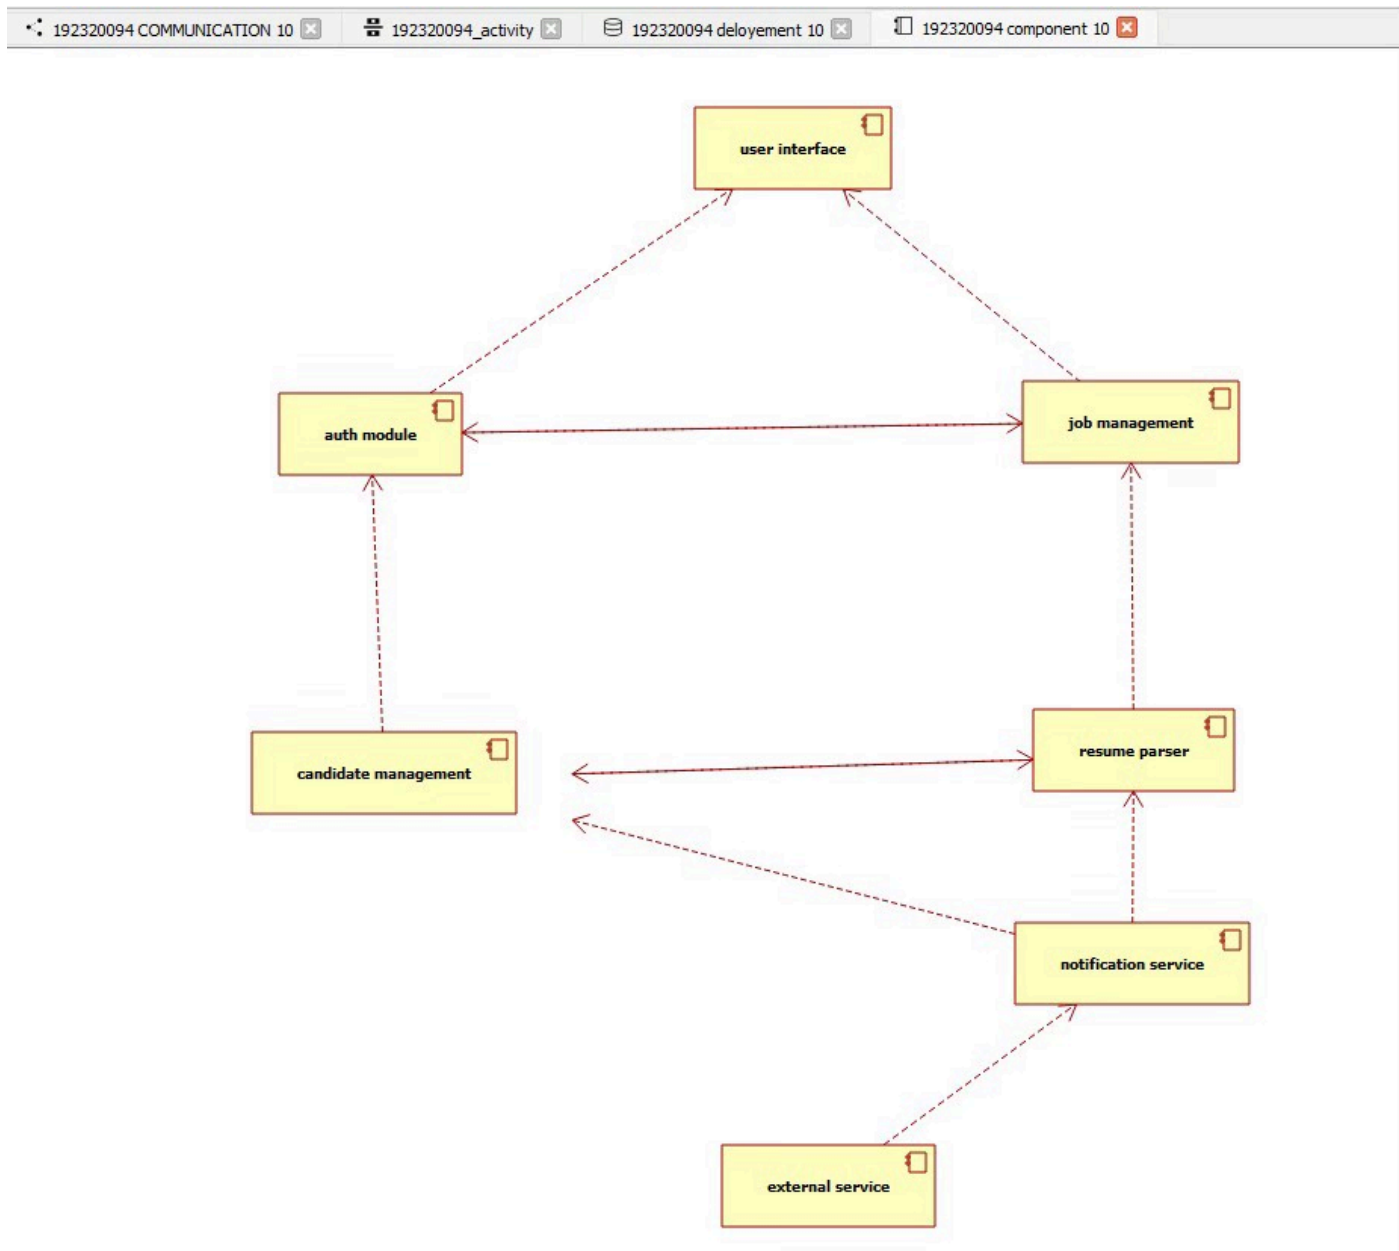 192320094 COMMUNICATION 10
192320094_activity
192320094 deloyement 10
192320094 component 10
user interface
auth module
job management
candidate management
resume parser
notification service
external service